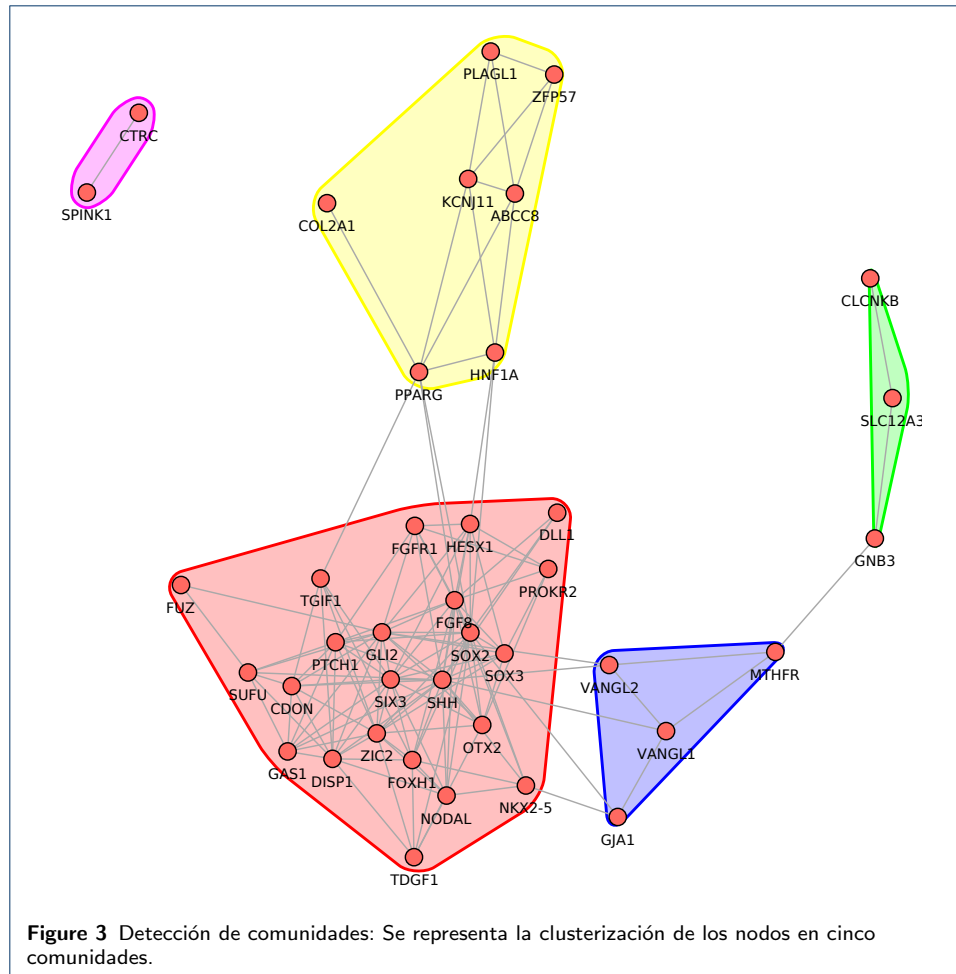 PLAGL1
ZFP57
CTRC
KCNJ11
ABCC8
SPINK1
COL2A1
CLCNKB
HNF1A
PPARG
SLC12A3
DLL1
FGFR1
HESX1
GNB3
PROKR2
TGIF1
FUZ
FGF8
GLI2
SOX2
PTCH1
SOX3
MTHFR
VANGL2
SUFU
CDON
SIX3
SHH
OTX2
VANGL1
ZIC2
GAS1
DISP1
FOXH1
NODAL
NKX2-5
GJA1
TDGF1
Figure 3 Detección de comunidades: Se representa la clusterización de los nodos en cinco
comunidades.